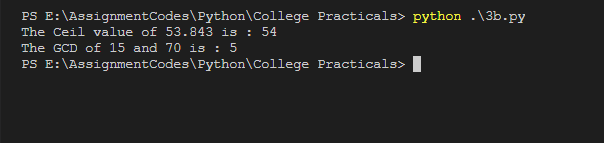 PS E:\AssignmentCodes\Python\College Practicals> python .\3b.py
The Ceil value of 53.843 is : 54
The GCD of 15 and 70 is : 5
PS E:\AssignmentCodes\Python\College Practicals>